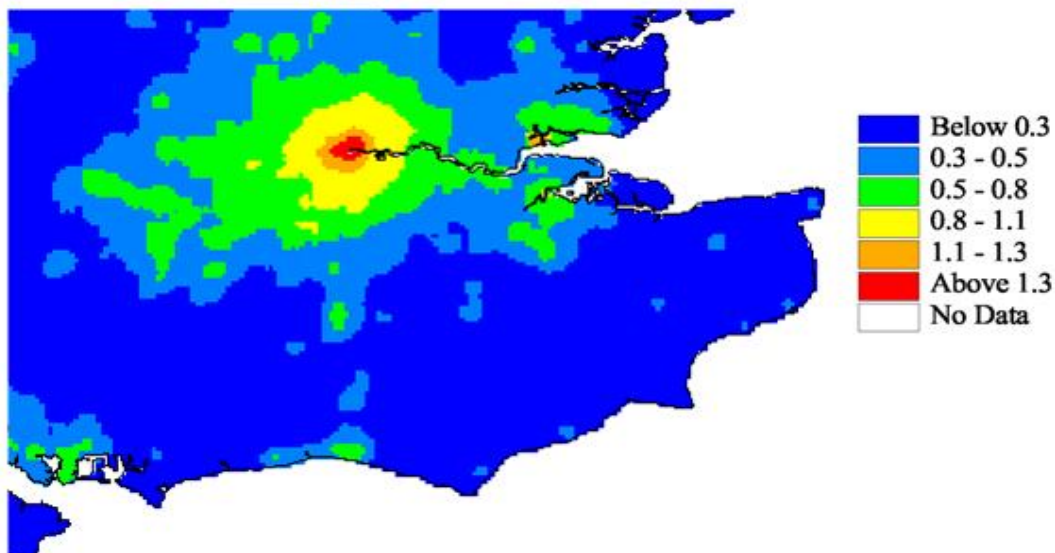 Below 0.3
0.3 - 0.5
0.5 - 0.8
0.8 - 1.1
1.1 - 1.3
Above 1.3
No Data